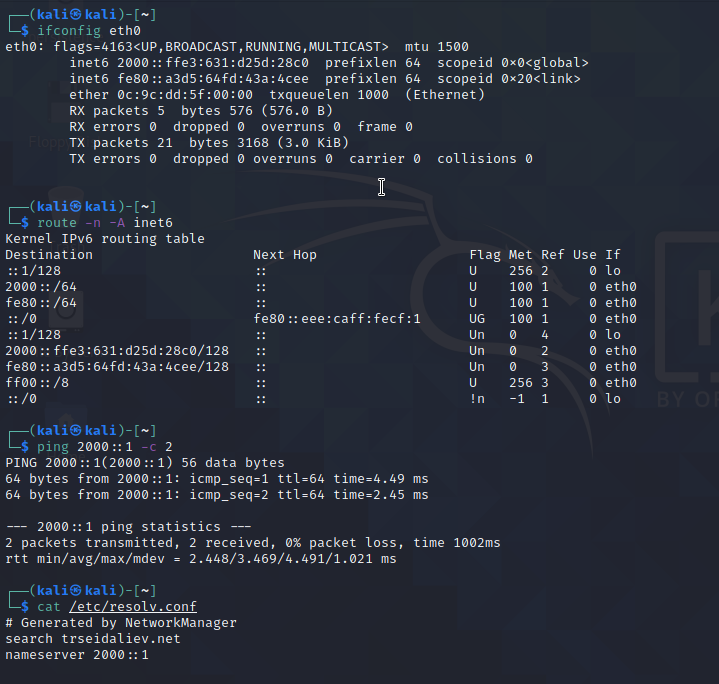 ┌──(kali㉿kali)-[~]
└─$ ifconfig eth0
eth0: flags=4163<UP,BROADCAST,RUNNING,MULTICAST>  mtu 1500
        inet6 2000::ffe3:631:d25d:28c0  prefixlen 64  scopeid 0x0<global>
        inet6 fe80::a3d5:64fd:43a:4cee  prefixlen 64  scopeid 0x20<link>
        ether 0c:9c:dd:5f:00:00  txqueuelen 1000  (Ethernet)
        RX packets 5  bytes 576 (576.0 B)
        RX errors 0  dropped 0  overruns 0  frame 0
        TX packets 21  bytes 3168 (3.0 KiB)
        TX errors 0  dropped 0 overruns 0  carrier 0  collisions 0
┌──(kali㉿kali)-[~]
└─$ route -n -A inet6
Kernel IPv6 routing table
Destination                    Next Hop                   Flag Met Ref Use If
::1/128                        ::                         U    256 2     0 lo
2000::/64                      ::                         U    100 1     0 eth0
fe80::/64                      ::                         U    100 1     0 eth0
::/0                           fe80::eee:caff:fecf:1      UG   100 1     0 eth0
::1/128                        ::                         Un   0   4     0 lo
2000::ffe3:631:d25d:28c0/128   ::                         Un   0   2     0 eth0
fe80::a3d5:64fd:43a:4cee/128   ::                         Un   0   3     0 eth0
ff00::/8                       ::                         U    256 3     0 eth0
::/0                           ::                         !n   -1  1     0 lo
BY OF
┌──(kali㉿kali)-[~]
└─$ ping 2000::1 -c 2
PING 2000::1(2000::1) 56 data bytes
64 bytes from 2000::1: icmp_seq=1 ttl=64 time=4.49 ms
64 bytes from 2000::1: icmp_seq=2 ttl=64 time=2.45 ms
--- 2000::1 ping statistics ---
2 packets transmitted, 2 received, 0% packet loss, time 1002ms
rtt min/avg/max/mdev = 2.448/3.469/4.491/1.021 ms
┌──(kali㉿kali)-[~]
└─$ cat /etc/resolv.conf
# Generated by NetworkManager
search trseidaliev.net
nameserver 2000::1